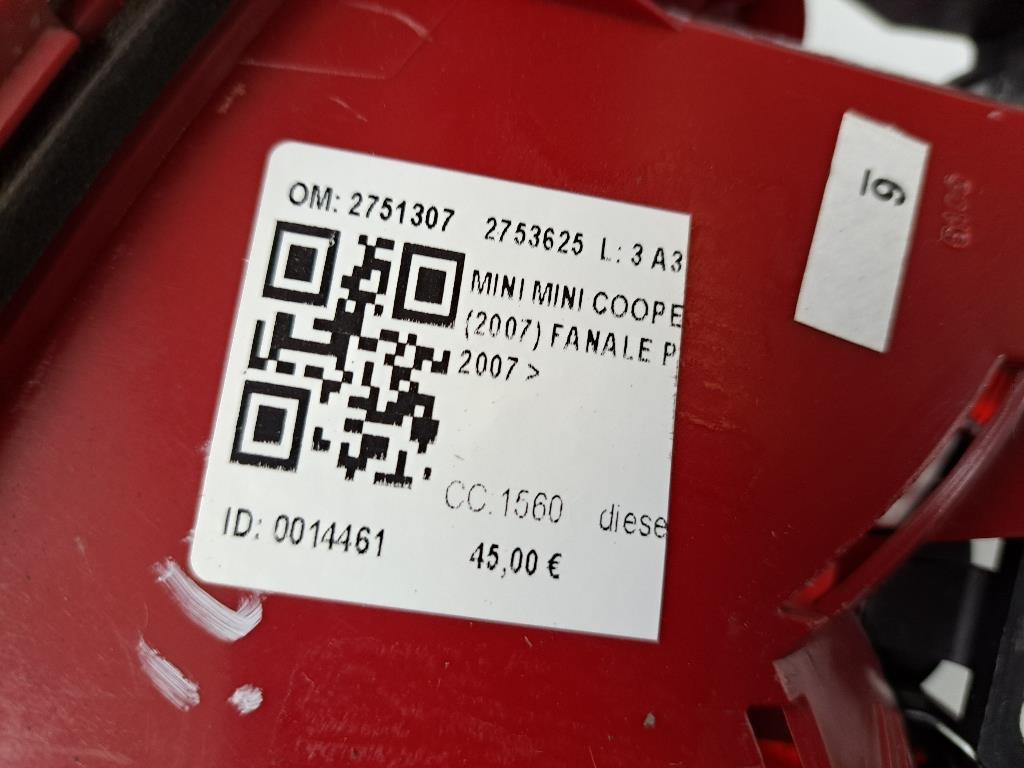 OM: 2751307 2753625 L: 3 A3
MINI MINI COOPE
(2007) FANALE P
2007 >
CC:1560 diese
ID: 0014461 45,00 €
9